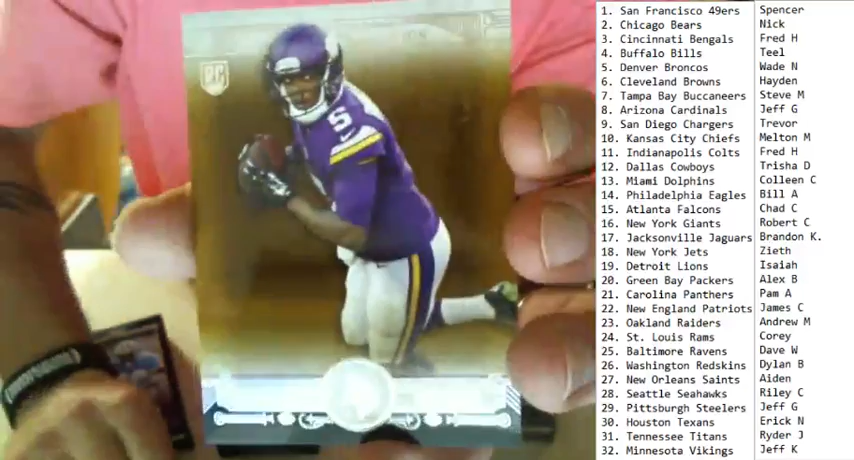 RC
5
1. San Francisco 49ers Spencer
2. Chicago Bears Nick
3. Cincinnati Bengals Fred H
4. Buffalo Bills Teel
5. Denver Broncos Wade N
6. Cleveland Browns Hayden
7. Tampa Bay Buccaneers Steve M
8. Arizona Cardinals Jeff G
9. San Diego Chargers Trevor
10. Kansas City Chiefs Melton M
11. Indianapolis Colts Fred H
12. Dallas Cowboys Trisha D
13. Miami Dolphins Colleen C
14. Philadelphia Eagles Bill A
15. Atlanta Falcons Chad C
16. New York Giants Robert C
17. Jacksonville Jaguars Brandon K.
18. New York Jets Zieth
19. Detroit Lions Isaiah
20. Green Bay Packers Alex B
21. Carolina Panthers Pam A
22. New England Patriots James C
23. Oakland Raiders Andrew M
24. St. Louis Rams Corey
25. Baltimore Ravens Dave W
26. Washington Redskins Dylan B
27. New Orleans Saints Aiden
28. Seattle Seahawks Riley C
29. Pittsburgh Steelers Jeff G
30. Houston Texans Erick N
31. Tennessee Titans Ryder J
32. Minnesota Vikings Jeff K